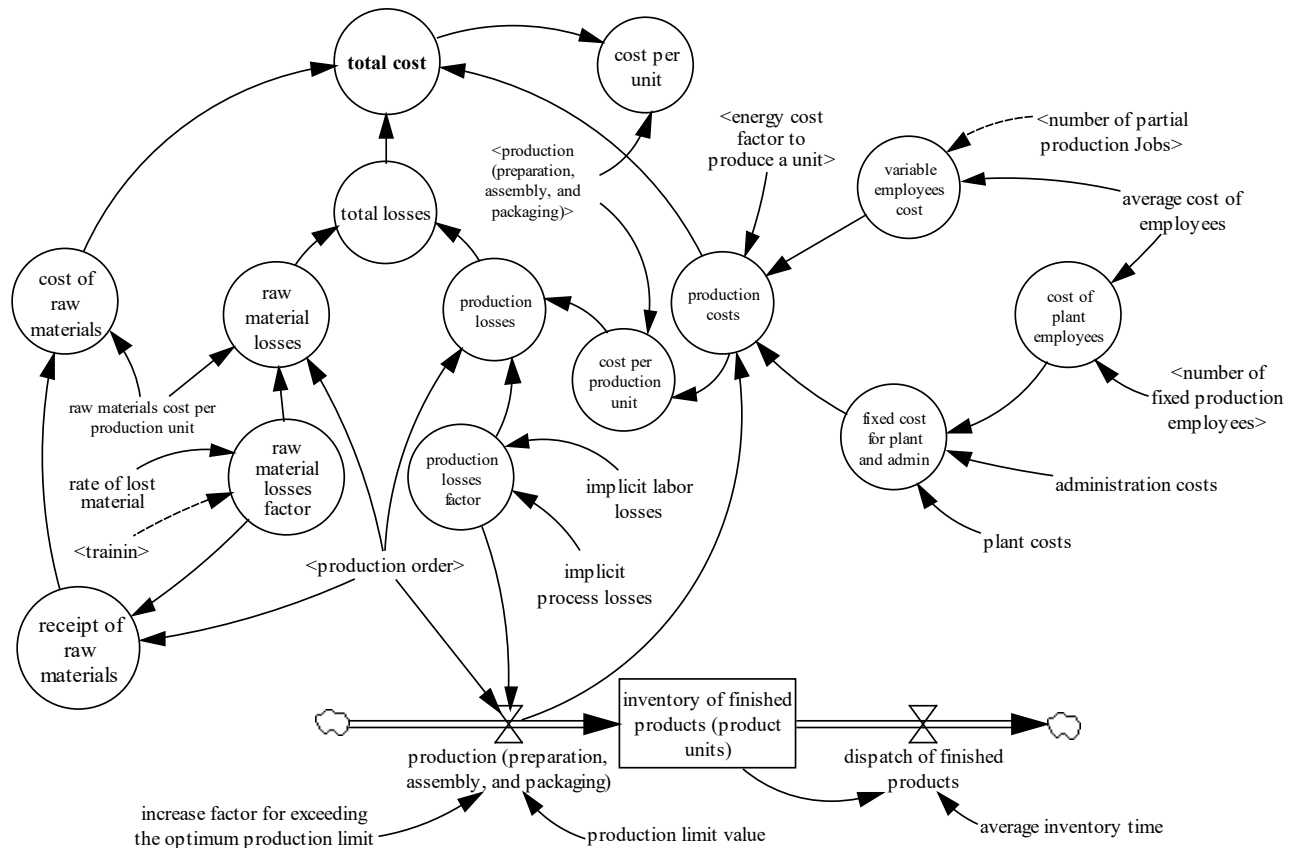 total cost
cost per
unit
<energy cost
factor to
produce a unit>
<number of partial
production Jobs>
<production
(preparation,
assembly, and
packaging)>
variable
employees
cost
average cost of
employees
total losses
cost of
raw
materials
raw
material
losses
production
losses
production
costs
cost of
plant
employees
cost per
production
unit
<number of
fixed production
employees>
raw materials cost per
production unit
fixed cost
for plant
and admin
raw
material
losses
factor
production
losses
factor
rate of lost
material
implicit labor
losses
administration costs
<trainin>
plant costs
<production order>
implicit
process losses
receipt of
raw
materials
inventory of finished
products (product
units)
production (preparation,
assembly, and packaging)
dispatch of finished
products
increase factor for exceeding
the optimum production limit
production limit value
average inventory time